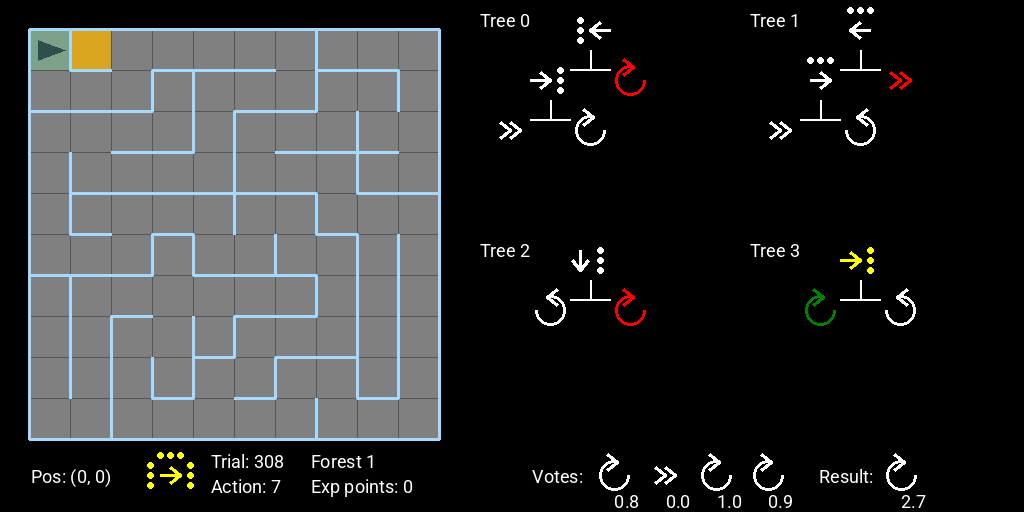 Tree 0
Tree 1
Tree 2
Tree 3
Pos: (0, 0)
Trial: 308
Action: 7
Forest 1
Exp points: 0
Votes:
0.8
0.0
1.0
0.9
Result:
2.7